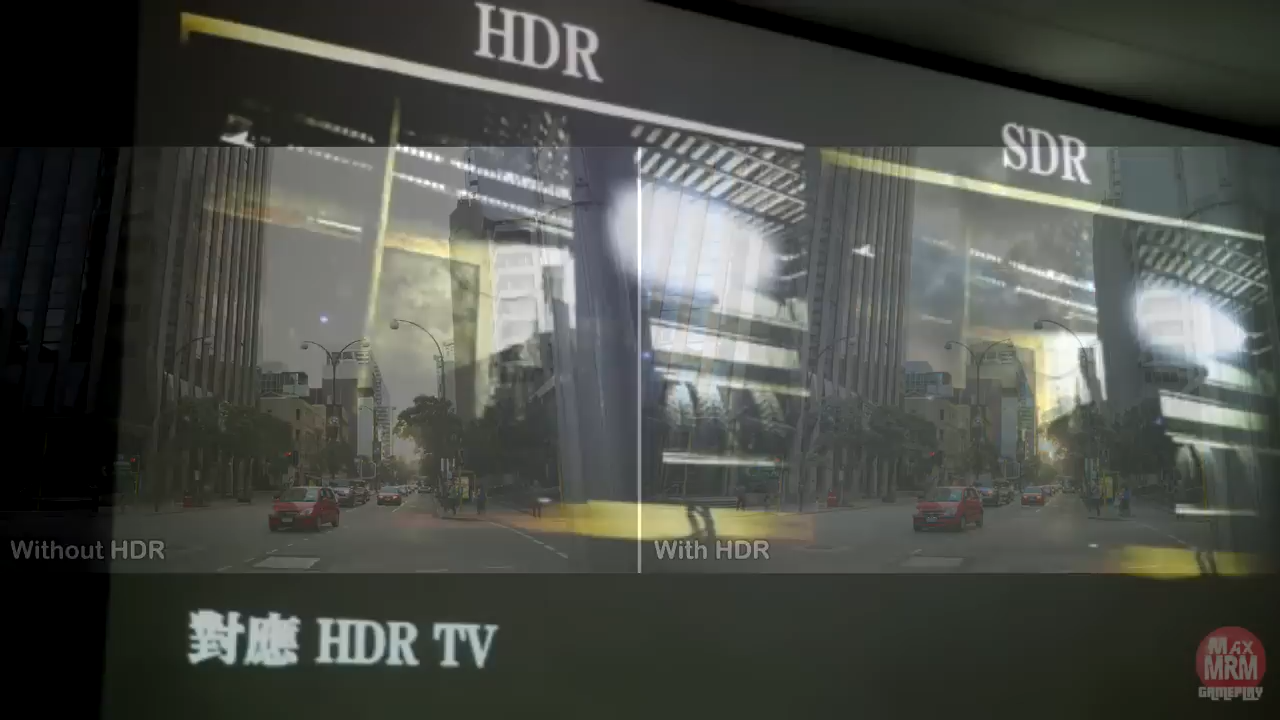 HDR
SDR
Without HDR
With HDR
對應 HDR TV
MAX
MRM
GAMEPLAY